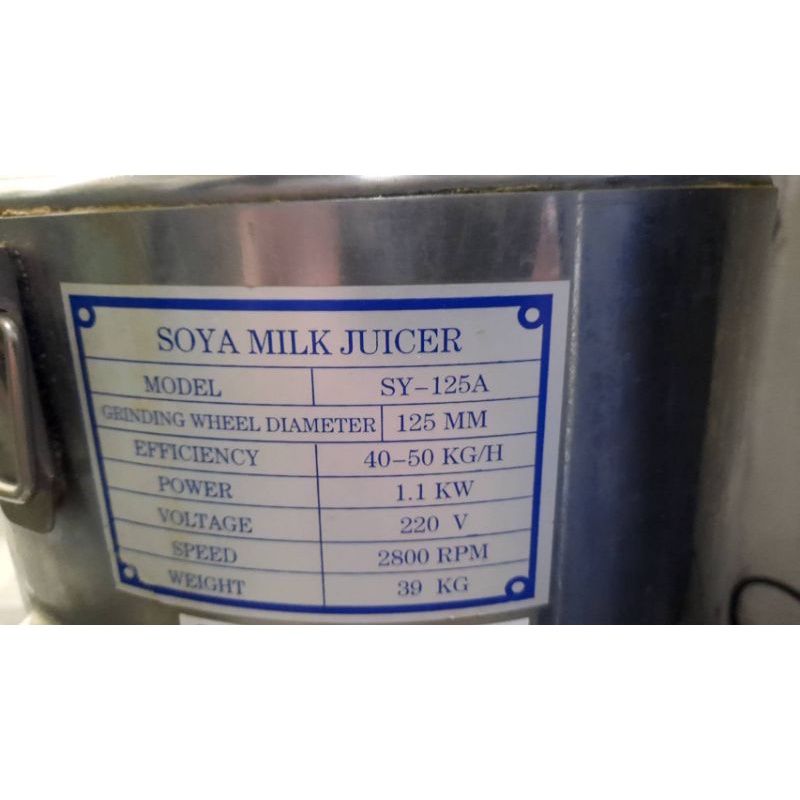 SOYA MILK JUICER
MODEL SY-125A
GRINDING WHEEL DIAMETER 125 MM
EFFICIENCY 40-50 KG/H
POWER 1.1 KW
VOLTAGE 220 V
SPEED 2800 RPM
WEIGHT 39 KG